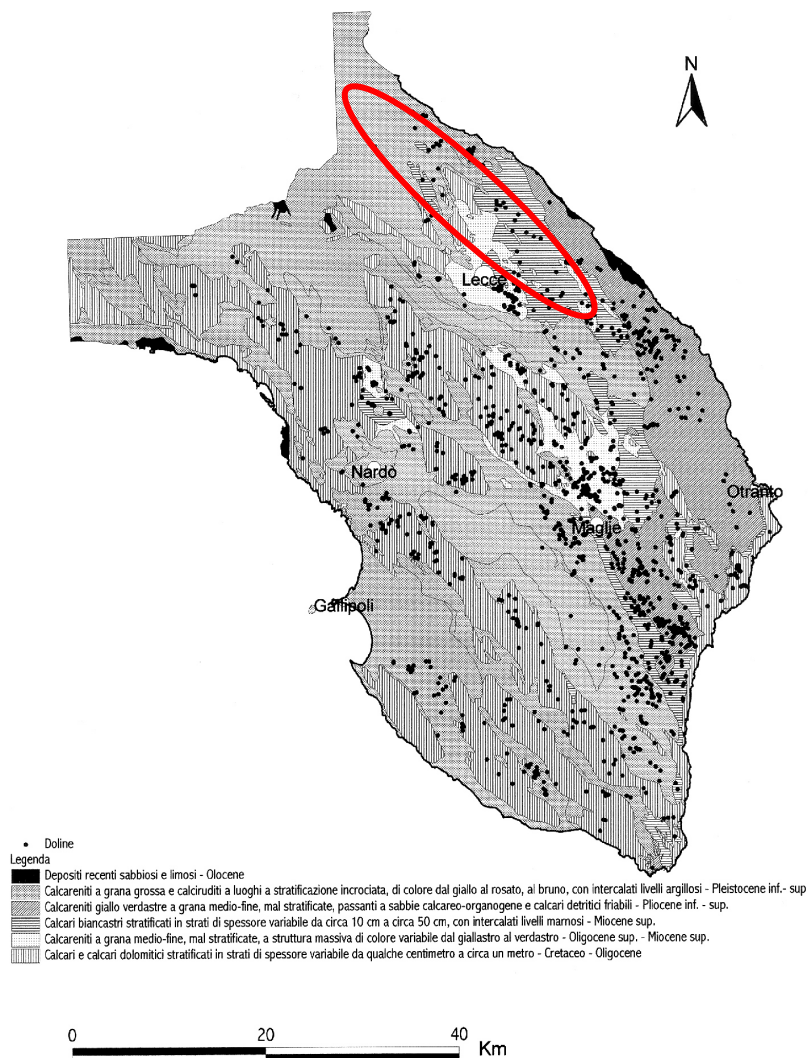 N
Lecce
Nardò
Otranto
Maglie
Gallipoli
Doline
Legenda
Depositi recenti sabbiosi e limosi - Olocene
Calcareniti a grana grossa e calciruditi a luoghi a stratificazione incrociata, di colore dal giallo al rosato, al bruno, con intercalati livelli argillosi - Pleistocene inf.- sup
Calcareniti giallo verdastre a grana medio-fine, mal stratificate, passanti a sabbie calcareo-organogene e calcari detritici friabili - Pliocene inf. - sup.
Calcari biancastri stratificati in strati di spessore variabile da circa 10 cm a circa 50 cm, con intercalati livelli marnosi - Miocene sup.
Calcareniti a grana medio-fine, mal stratificate, a struttura massiva di colore variabile dal giallastro al verdastro - Oligocene sup. - Miocene sup.
Calcari e calcari dolomitici stratificati in strati di spessore variabile da qualche centimetro a circa un metro - Cretaceo - Oligocene
0 20 40 Km